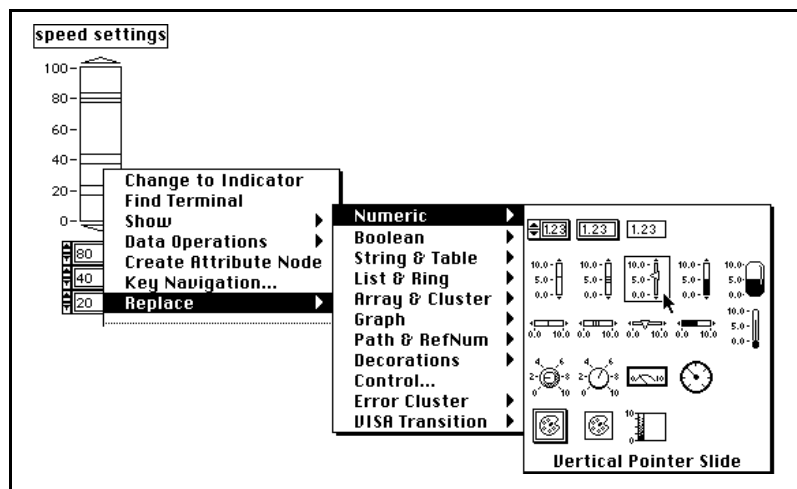 speed settings
100
80
60
40
20
0
80
40
20
Change to Indicator
Find Terminal
Show
Data Operations
Create Attribute Node
Key Navigation...
Replace
Numeric
Boolean
String & Table
List & Ring
Array & Cluster
Graph
Path & RefNum
Decorations
Control...
Error Cluster
VISA Transition
1.23 1.23 1.23
10.0 10.0 10.0 10.0 10.0
5.0 5.0 5.0 5.0 5.0
0.0 0.0 0.0 0.0 0.0
10.0
5.0
0.0
0.0 10.0 0.0 10.0 0.0 10.0 0.0 10.0
4 6 4 6
2 8 2 8
0 10 0 10
0 10
10
0
Vertical Pointer Slide